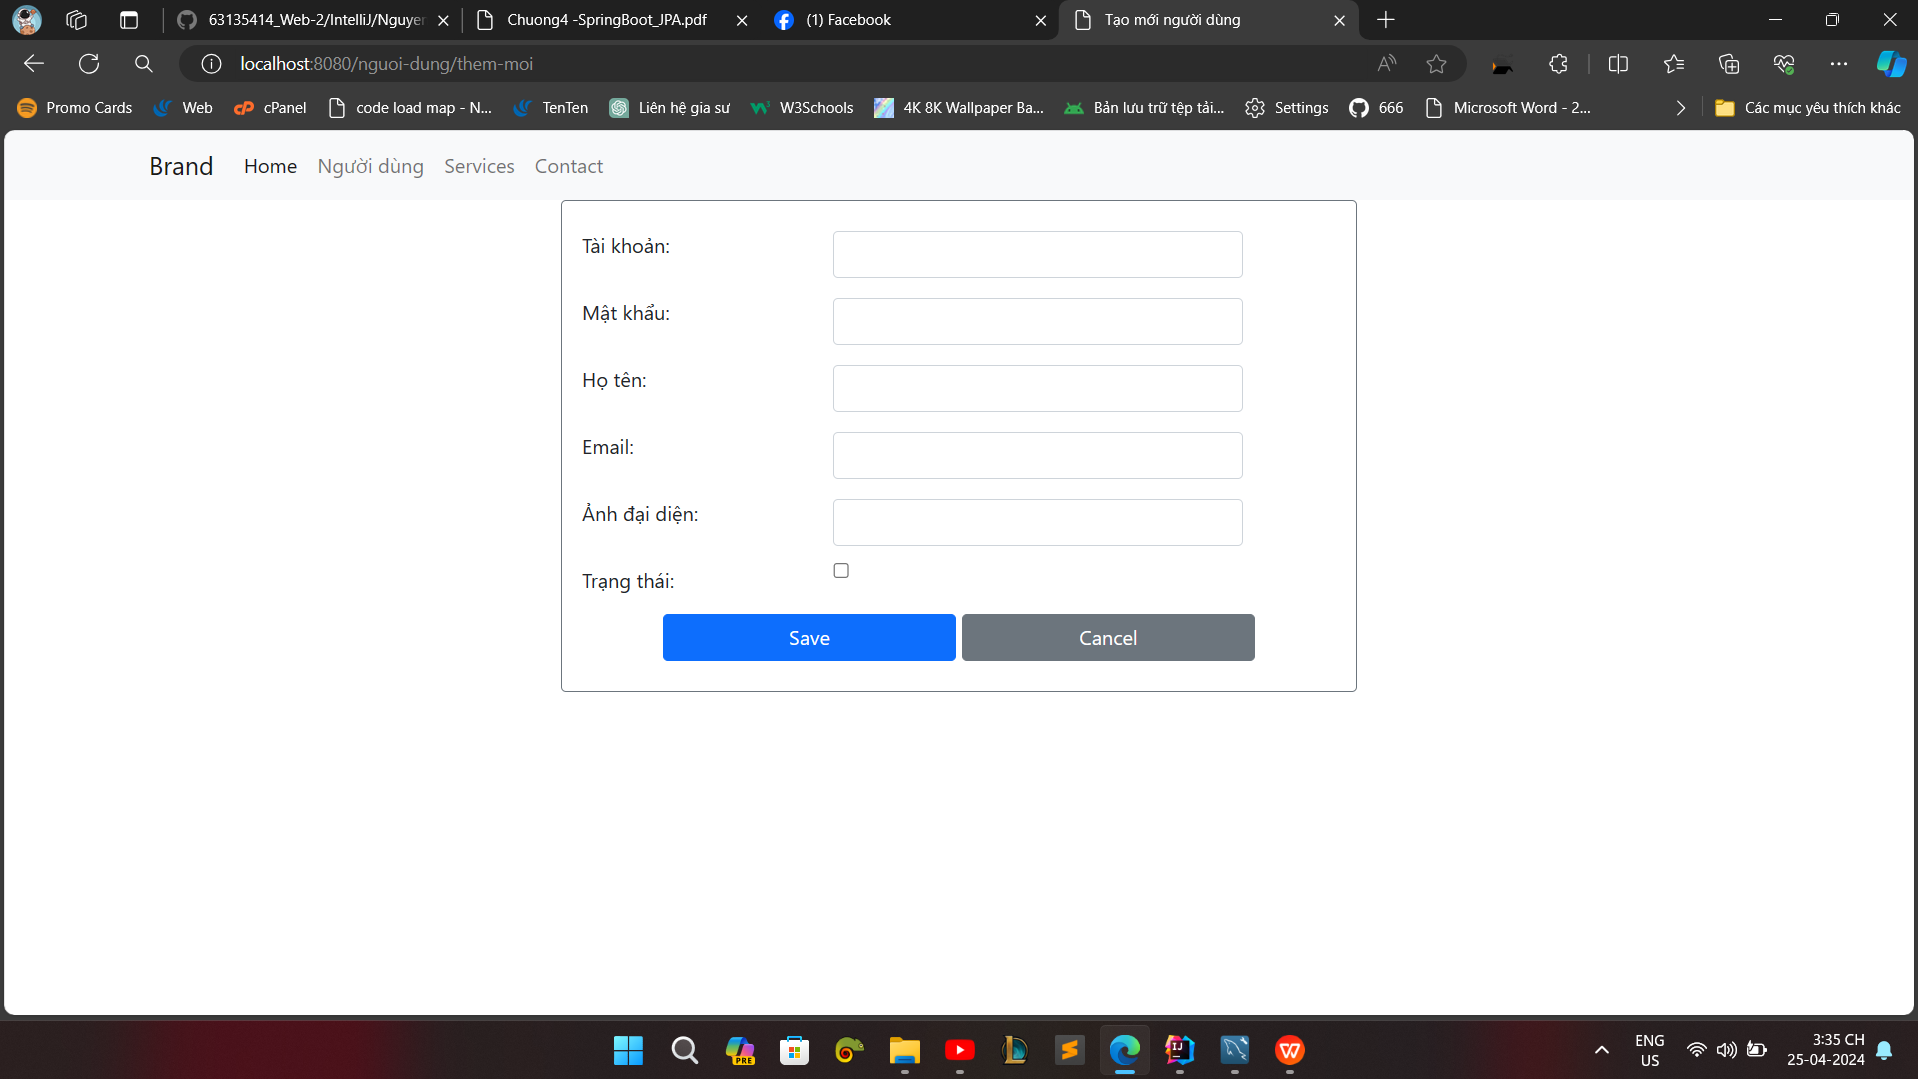 63135414_Web-2/IntelliJ/Nguyen
Chuong4 -SpringBoot_JPA.pdf
(1) Facebook
Tạo mới người dùng
localhost:8080/nguoi-dung/them-moi
Promo Cards
Web
cPanel
code load map - N...
TenTen
Liên hệ gia sư
W3Schools
4K 8K Wallpaper Ba...
Bản lưu trữ tệp tải...
Settings
666
Microsoft Word - 2...
Các mục yêu thích khác
Brand Home Người dùng Services Contact
Tài khoản:
Mật khẩu:
Họ tên:
Email:
Ảnh đại diện:
Trạng thái:
Save
Cancel
PRE
IJ
ENG
US
3:35 CH
25-04-2024